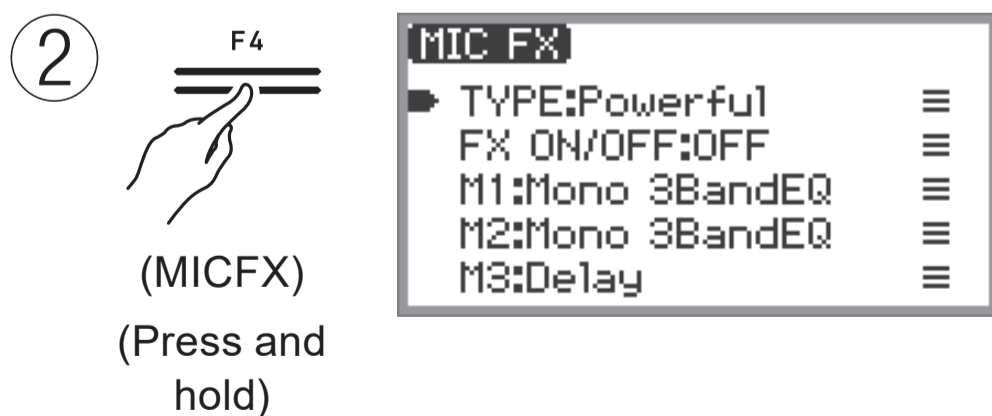 ②
F4
(MICFX)
(Press and
hold)
MIC FX
TYPE:Powerful
FX ON/OFF:OFF
M1:Mono 3BandEQ
M2:Mono 3BandEQ
M3:Delay